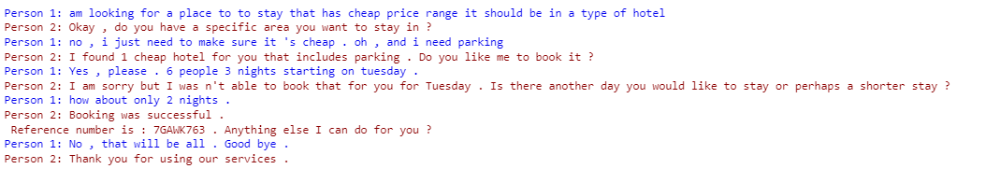 Person 1: am looking for a place to to stay that has cheap price range it should be in a type of hotel
Person 2: Okay , do you have a specific area you want to stay in ?
Person 1: no , i just need to make sure it 's cheap . oh , and i need parking
Person 2: I found 1 cheap hotel for you that includes parking . Do you like me to book it ?
Person 1: Yes , please . 6 people 3 nights starting on tuesday .
Person 2: I am sorry but I was n't able to book that for you for Tuesday . Is there another day you would like to stay or perhaps a shorter stay ?
Person 1: how about only 2 nights .
Person 2: Booking was successful .
Reference number is : 7GAWK763 . Anything else I can do for you ?
Person 1: No , that will be all . Good bye .
Person 2: Thank you for using our services .